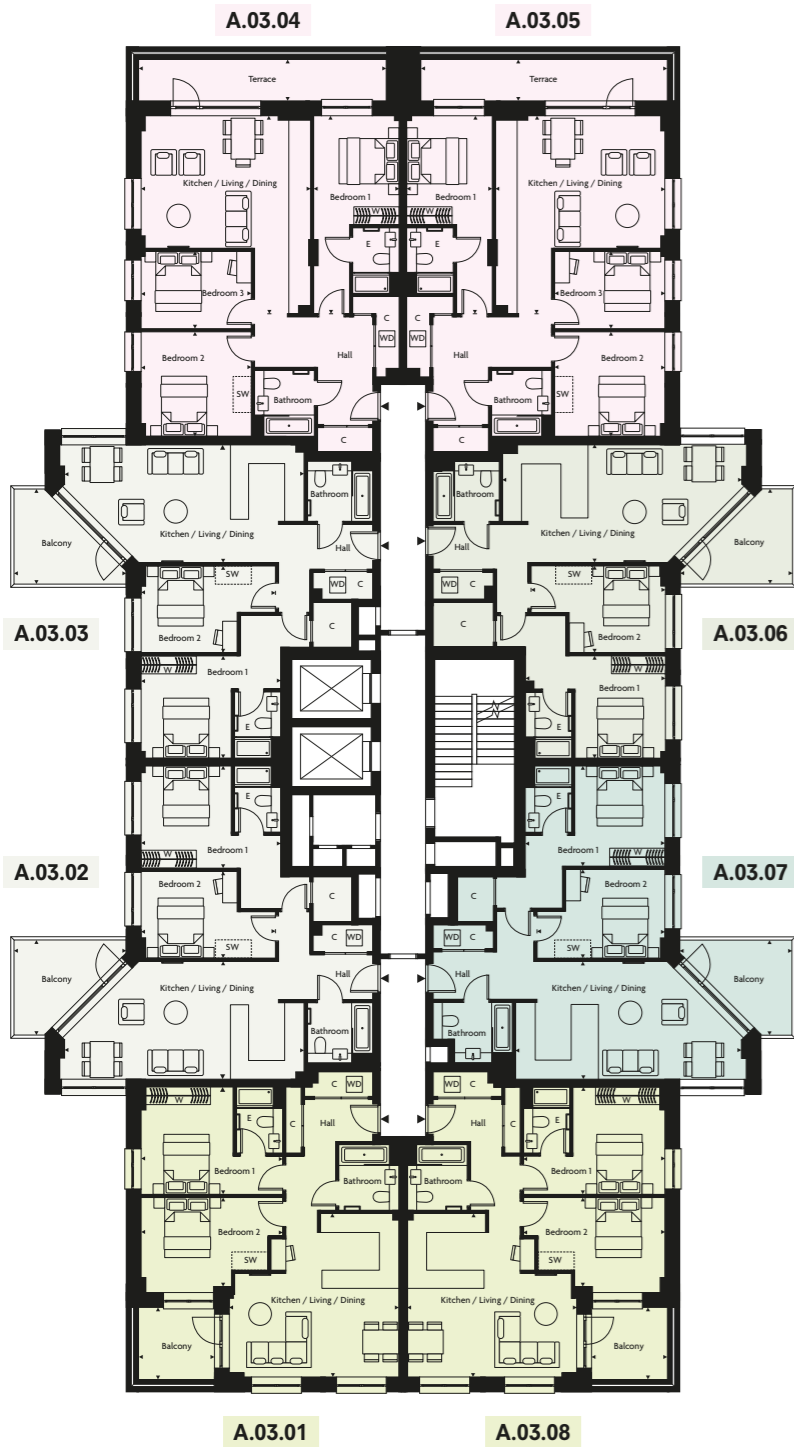 A.03.04
A.03.05
Terrace
Terrace
Kitchen / Living / Dining
Bedroom 1
Bedroom 1
Kitchen / Living / Dining
W
W
E
E
Bedroom 3
Bedroom 3
C
C
WD
WD
Hall
Hall
Bedroom 2
Bedroom 2
SW
SW
Bathroom
Bathroom
C
C
Bathroom
Bathroom
Kitchen / Living / Dining
Kitchen / Living / Dining
Balcony
Balcony
Hall
Hall
SW
SW
WD
C
WD
C
A.03.03
A.03.06
Bedroom 2
Bedroom 2
C
C
W
W
Bedroom 1
Bedroom 1
E
E
E
E
Bedroom 1
Bedroom 1
W
W
A.03.02
A.03.07
Bedroom 2
Bedroom 2
C
C
SW
SW
C
WD
WD
C
Balcony
Balcony
Hall
Hall
Kitchen / Living / Dining
Kitchen / Living / Dining
Bathroom
Bathroom
C
WD
WD
C
W
W
E
E
C
C
Hall
Hall
Bedroom 1
Bedroom 1
Bathroom
Bathroom
Bedroom 2
Bedroom 2
SW
SW
Kitchen / Living / Dining
Kitchen / Living / Dining
Balcony
Balcony
A.03.01
A.03.08